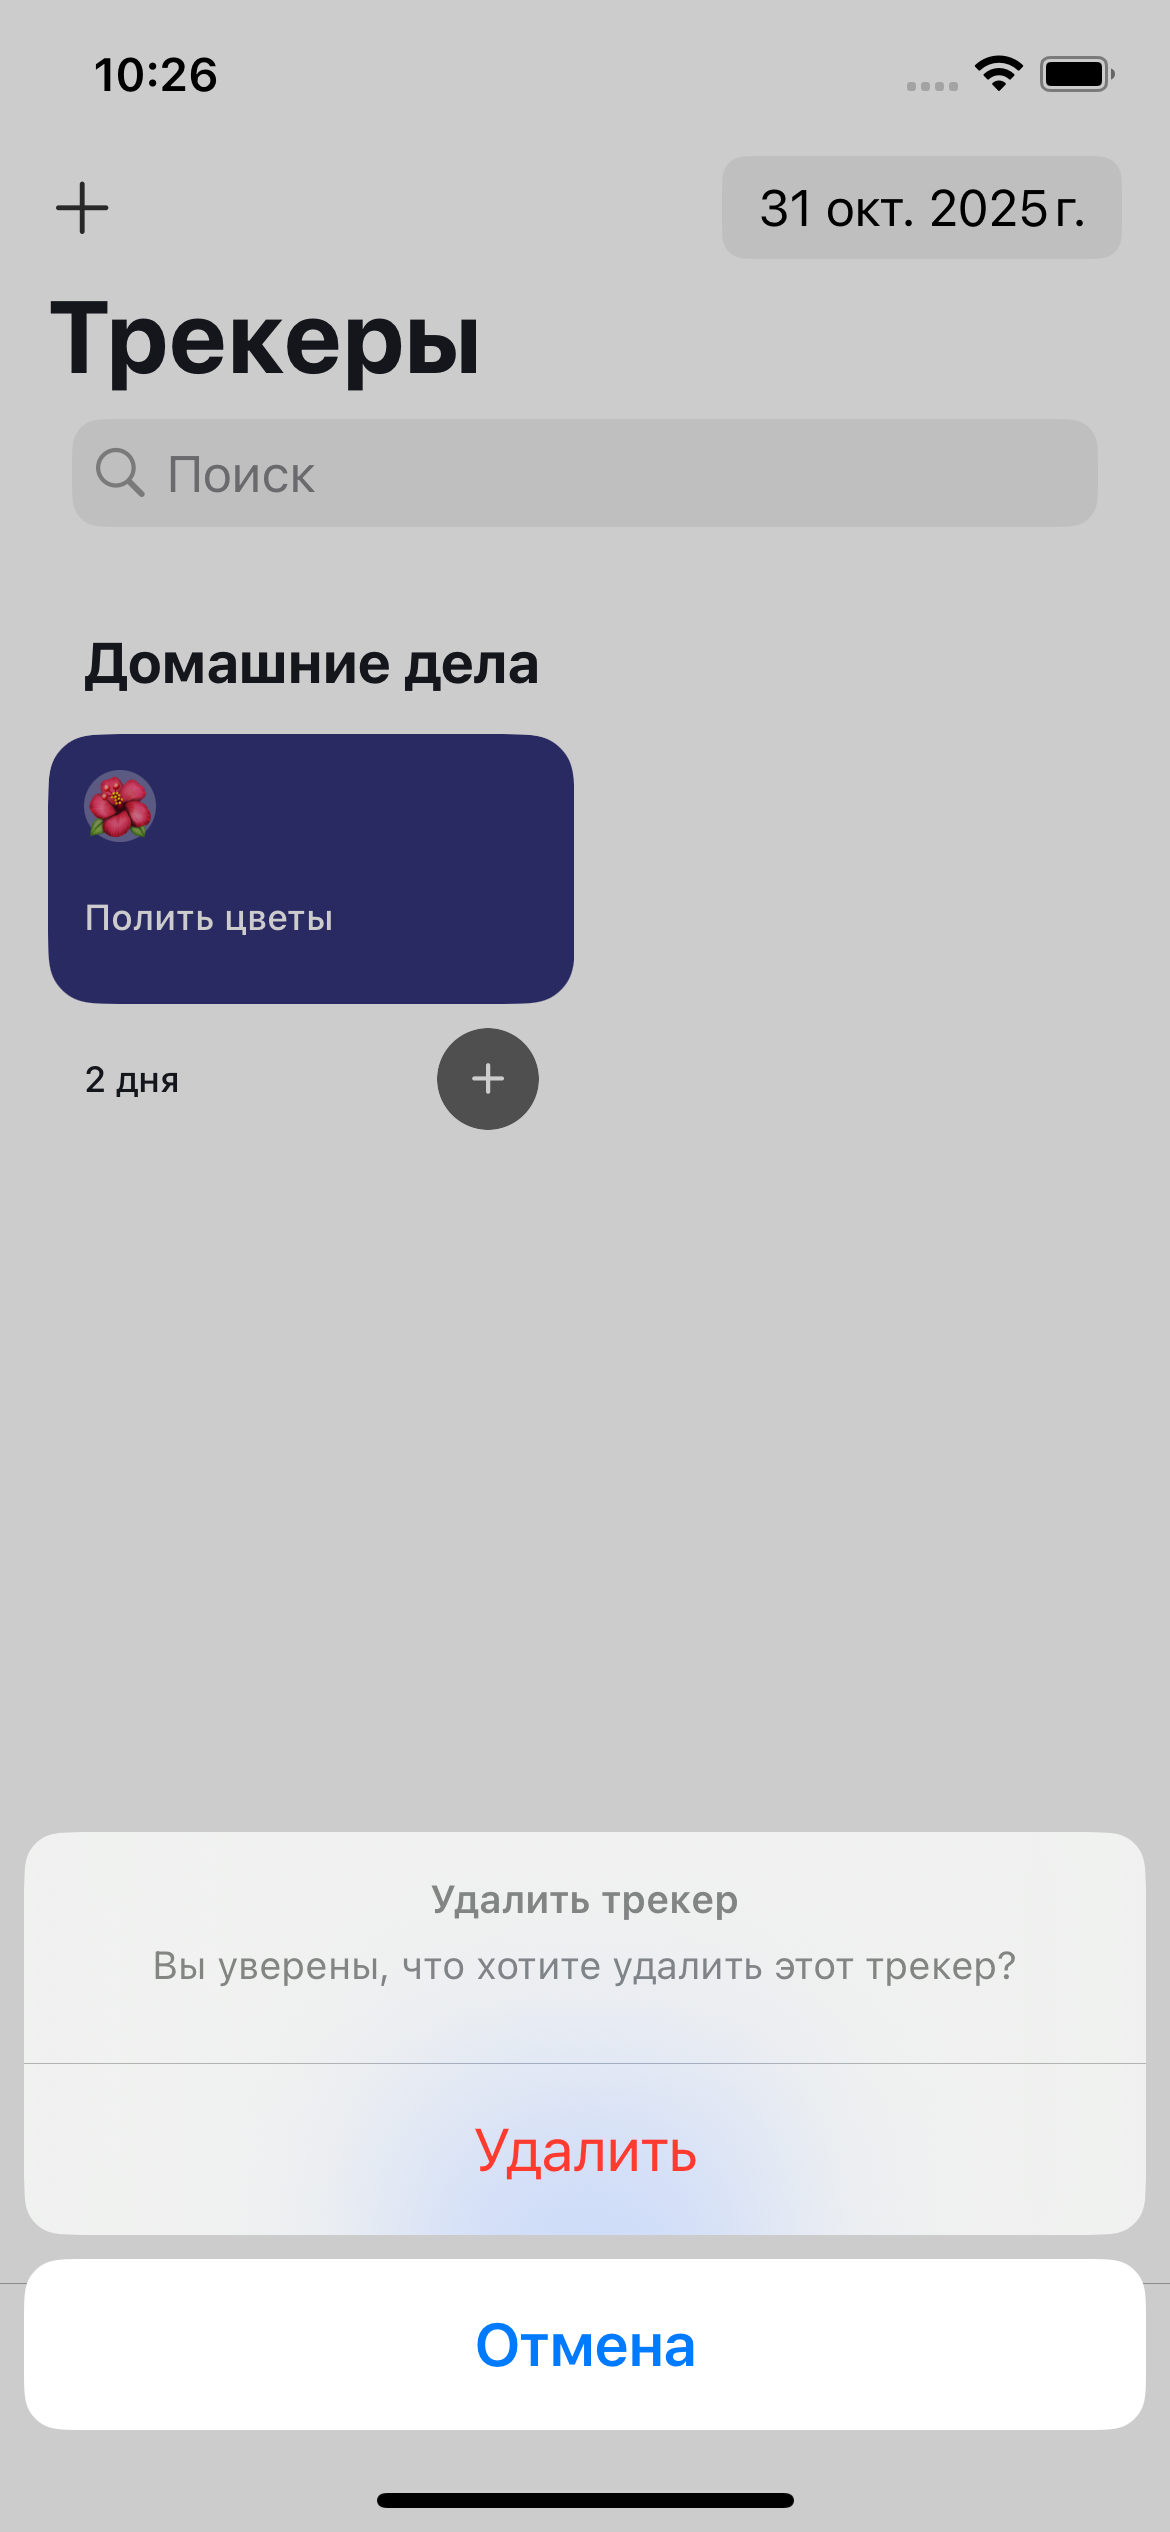 10:26
31 окт. 2025 г.
Трекеры
Поиск
Домашние дела
Полить цветы
2 дня
Удалить трекер
Вы уверены, что хотите удалить этот трекер?
Удалить
Отмена